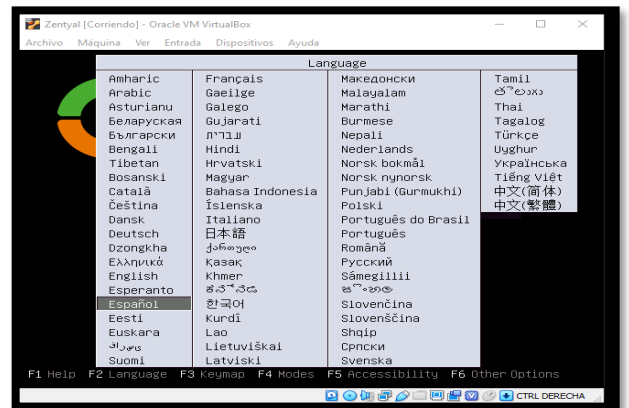 Zentyal [Corriendo] - Oracle VM VirtualBox
Archivo Máquina Ver Entrada Dispositivos Ayuda
Language
Amharic
Arabic
Asturianu
Беларуская
Български
Bengali
Tibetan
Bosanski
Català
Čeština
Dansk
Deutsch
Dzongkha
Ελληνικά
English
Esperanto
Español
Eesti
Euskara
Suomi
Français
Gaeilge
Galego
Gujarati
עברית
Hindi
Hrvatski
Magyar
Bahasa Indonesia
Íslenska
Italiano
日本語
ქართული
Қазақ
Khmer
한국어
Kurdî
Lao
Lietuviškai
Latviski
Македонски
Malayalam
Marathi
Burmese
Nepali
Nederlands
Norsk bokmål
Norsk nynorsk
Punjabi (Gurmukhi)
Polski
Português do Brasil
Português
Română
Русский
Sámegillii
Slovenčina
Slovenščina
Shqip
Српски
Svenska
Tamil
Thai
Tagalog
Türkçe
Uyghur
Українська
Tiếng Việt
中文(简体)
中文(繁體)
F1 Help F2 Language F3 Keymap F4 Modes F5 Accessibility F6 Other Options
CTRL DERECHA